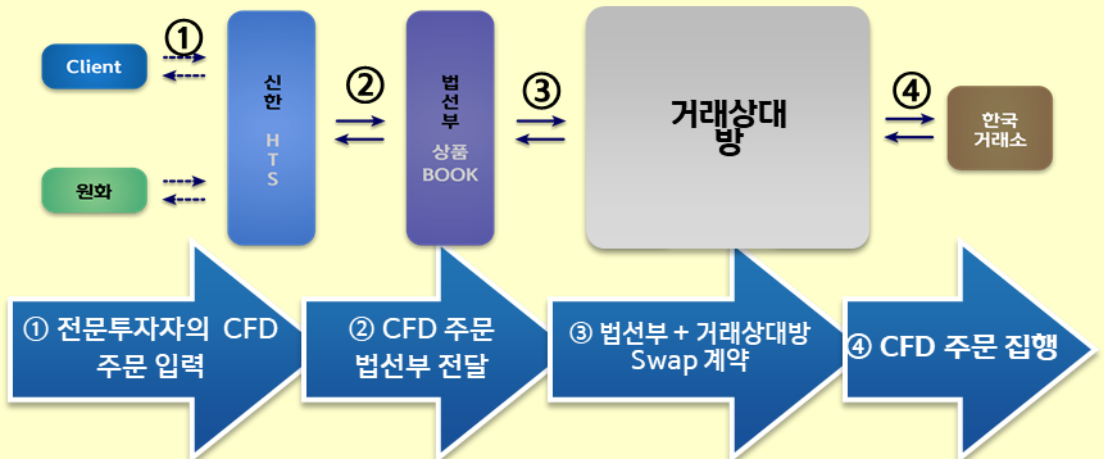 ①
Client
원화
신한 HTS
②
법선부 상품
BOOK
③
거래상대
방
④
한국
거래소
① 전문투자자의 CFD
주문 입력
② CFD 주문
법선부 전달
③ 법선부 + 거래상대방
Swap 계약
④ CFD 주문 집행